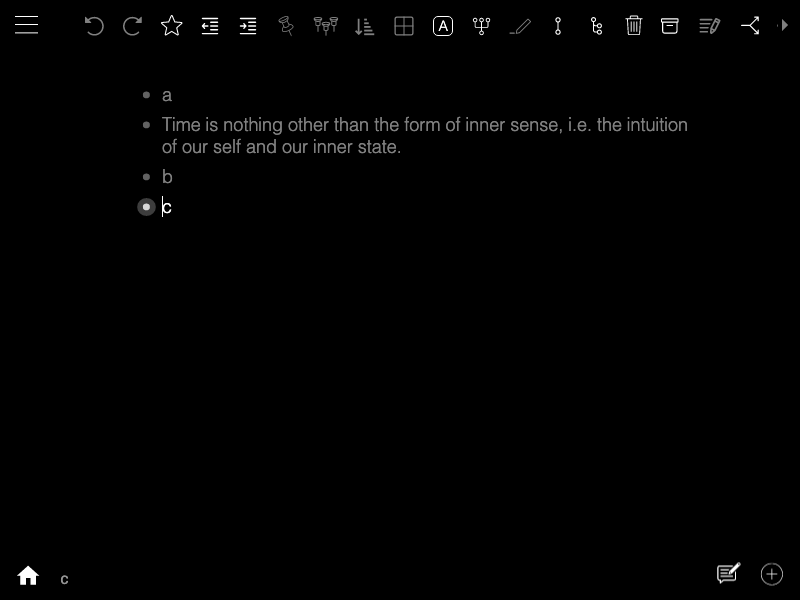 A
a
Time is nothing other than the form of inner sense, i.e. the intuition
of our self and our inner state.
b
c
c